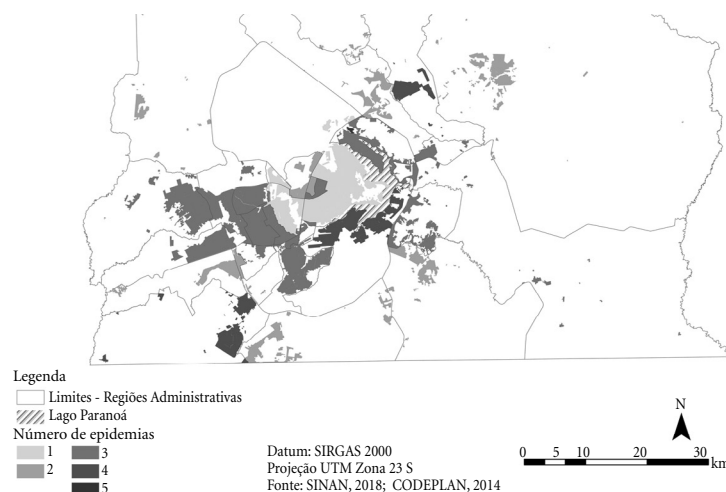 Legenda
Limites - Regiões Administrativas
Lago Paranoá
Número de epidemias
1 3
2 4
5
Datum: SIRGAS 2000
Projeção UTM Zona 23 S
Fonte: SINAN, 2018; CODEPLAN, 2014
N
0 5 10 20 30
km